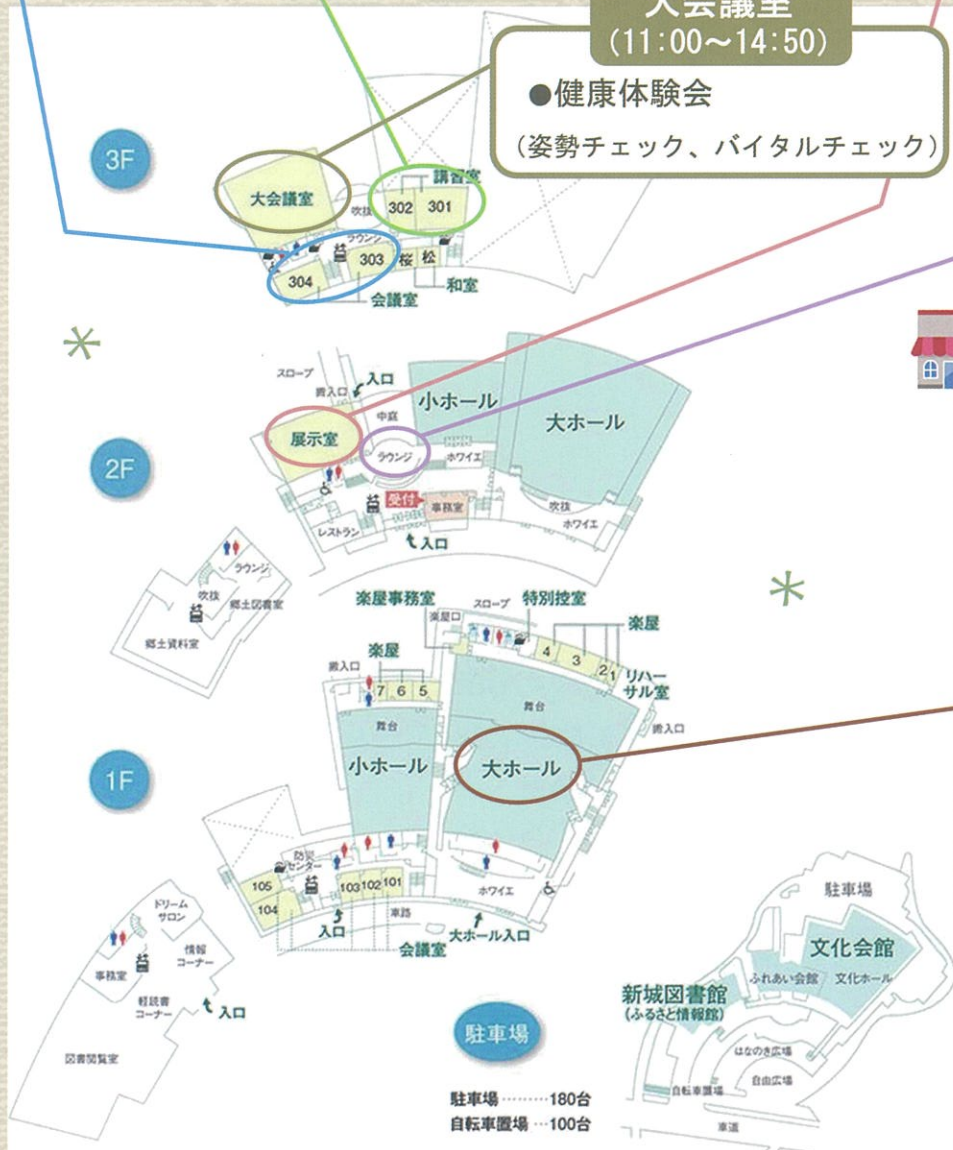 大会議室
(11:00～14:50)
●健康体験会
(姿勢チェック、バイタルチェック)
3F
講習室
大会議室
吹抜
302
301
ラウンジ
303
桜
松
304
和室
会議室
スロープ
搬入口
入口
小ホール
中庭
大ホール
展示室
ラウンジ
ホワイエ
2F
受付
事務室
吹抜
レストラン
ホワイエ
入口
ラウンジ
吹抜
郷土図書室
郷土資料室
楽屋事務室
スロープ
特別控室
楽屋口
楽屋
楽屋
4
3
2
1
リハー
サル室
搬入口
7
6
5
舞台
舞台
搬入口
小ホール
大ホール
1F
防災
センター
105
103
102
101
104
ホワイエ
車路
入口
大ホール入口
会議室
ドリーム
サロン
情報
コーナー
事務室
軽読書
コーナー
入口
図書閲覧室
駐車場
駐車場………180台
自転車置場…100台
駐車場
文化会館
ふれあい会館
文化ホール
新城図書館
(ふるさと情報館)
はなのき広場
自由広場
自転車置場
車道